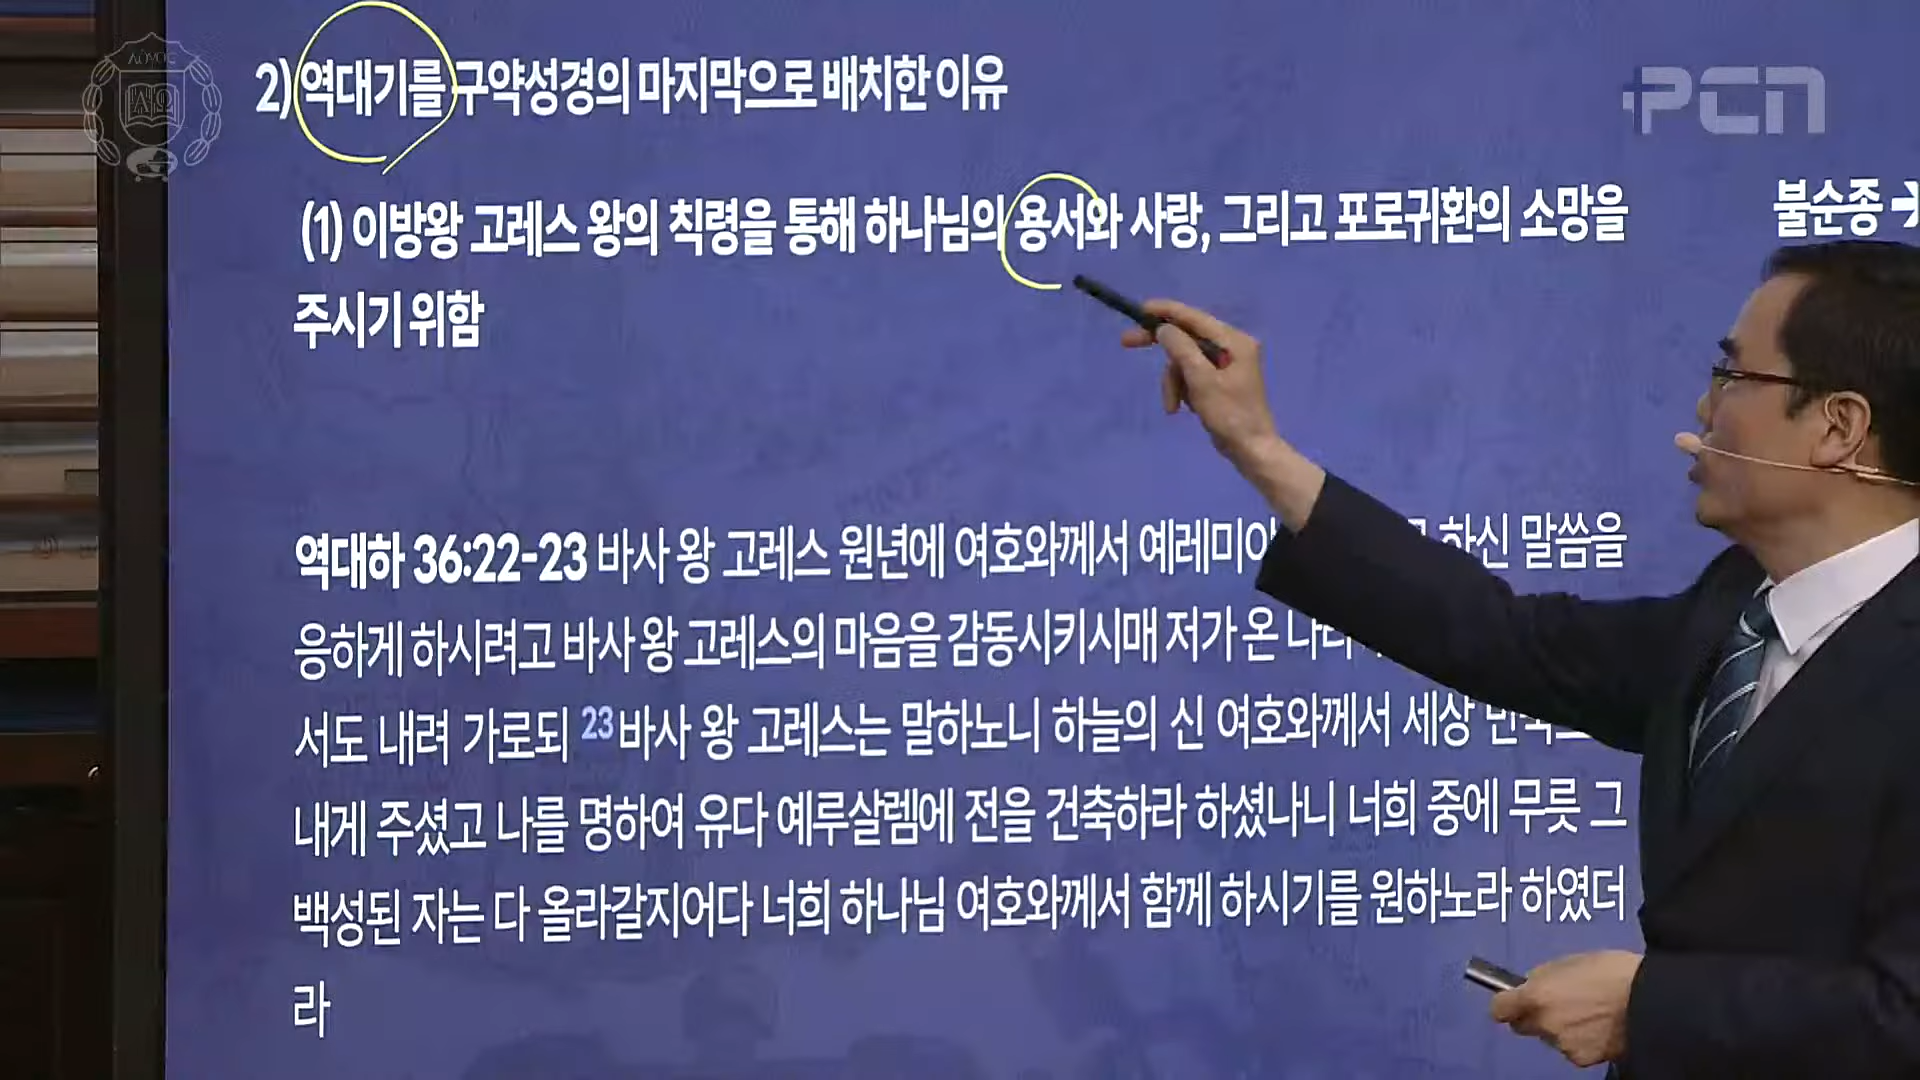 ΛΟΓΟΣ
ΑΩ
PCN
2) 역대기를 구약성경의 마지막으로 배치한 이유
(1) 이방왕 고레스 왕의 칙령을 통해 하나님의 용서와 사랑, 그리고 포로귀환의 소망을
주시기 위함
불순종→
역대하 36:22-23 바사 왕 고레스 원년에 여호와께서 하신 말씀을
응하게 하시려고 바사 왕 고레스의 마음을 감동시키시매 저가 온
서도 내려 가로되 23 바사 왕 고레스는 말하노니 하늘의 신 여호와께서 세상
내게 주셨고 나를 명하여 유다 예루살렘에 전을 건축하라 하셨나니 너희 중에 무릇 그
백성된 자는 다 올라갈지어다 너희 하나님 여호와께서 함께 하시기를 원하노라 하였더
라